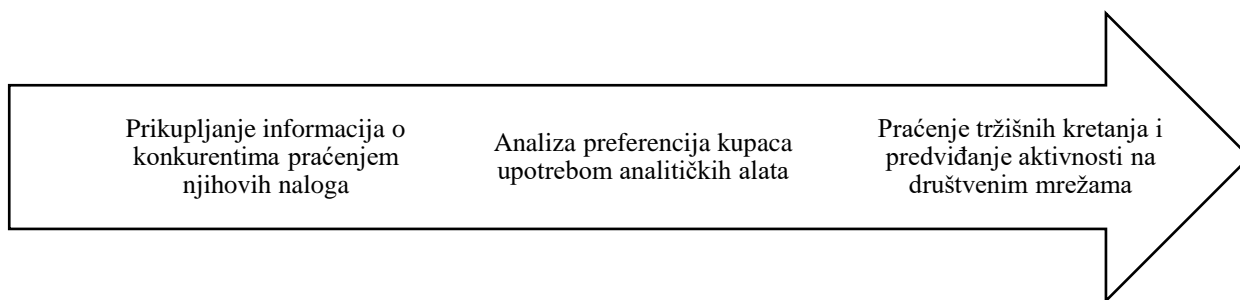 Prikupljanje informacija o
konkurentima praćenjem
njihovih naloga
Analiza preferencija kupaca
upotrebom analitičkih alata
Praćenje tržišnih kretanja i
predviđanje aktivnosti na
društvenim mrežama